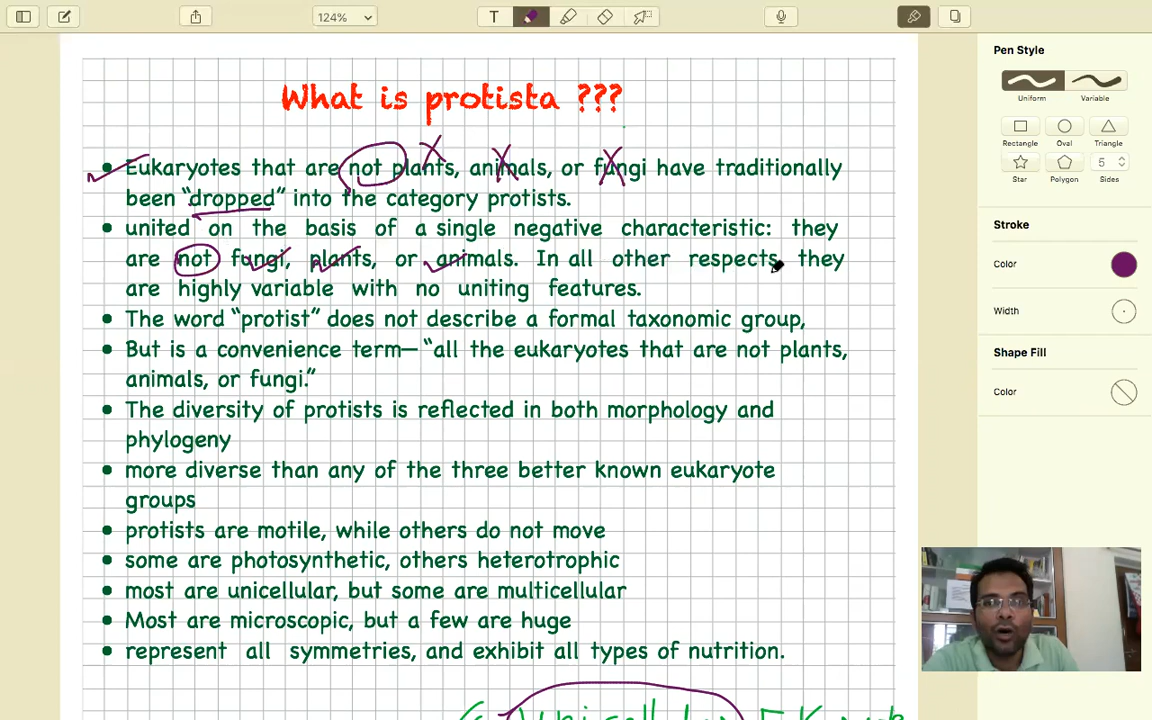 124%
T
Pen Style
Uniform
Variable
Rectangle
Oval
Triangle
Star
Polygon
5
Sides
Stroke
Color
Width
Shape Fill
Color
What is protista ???
• Eukaryotes that are not plants, animals, or fungi have traditionally
been “dropped” into the category protists.
• united on the basis of a single negative characteristic: they
are not fungi, plants, or animals. In all other respects, they
are highly variable with no uniting features.
• The word “protist” does not describe a formal taxonomic group,
• But is a convenience term— “all the eukaryotes that are not plants,
animals, or fungi.”
• The diversity of protists is reflected in both morphology and
phylogeny
• more diverse than any of the three better known eukaryote
groups
• protists are motile, while others do not move
• some are photosynthetic, others heterotrophic
• most are unicellular, but some are multicellular
• Most are microscopic, but a few are huge
• represent all symmetries, and exhibit all types of nutrition.